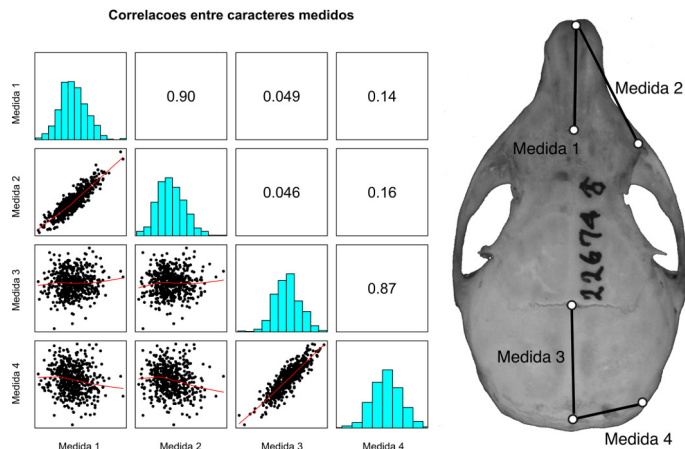 Correlacoes entre caracteres medidos
Medida 1
0.90
0.049
0.14
Medida 2
0.046
0.16
Medida 3
0.87
Medida 4
Medida 1
Medida 2
Medida 3
Medida 4
Medida 2
Medida 1
22674 ♂
Medida 3
Medida 4